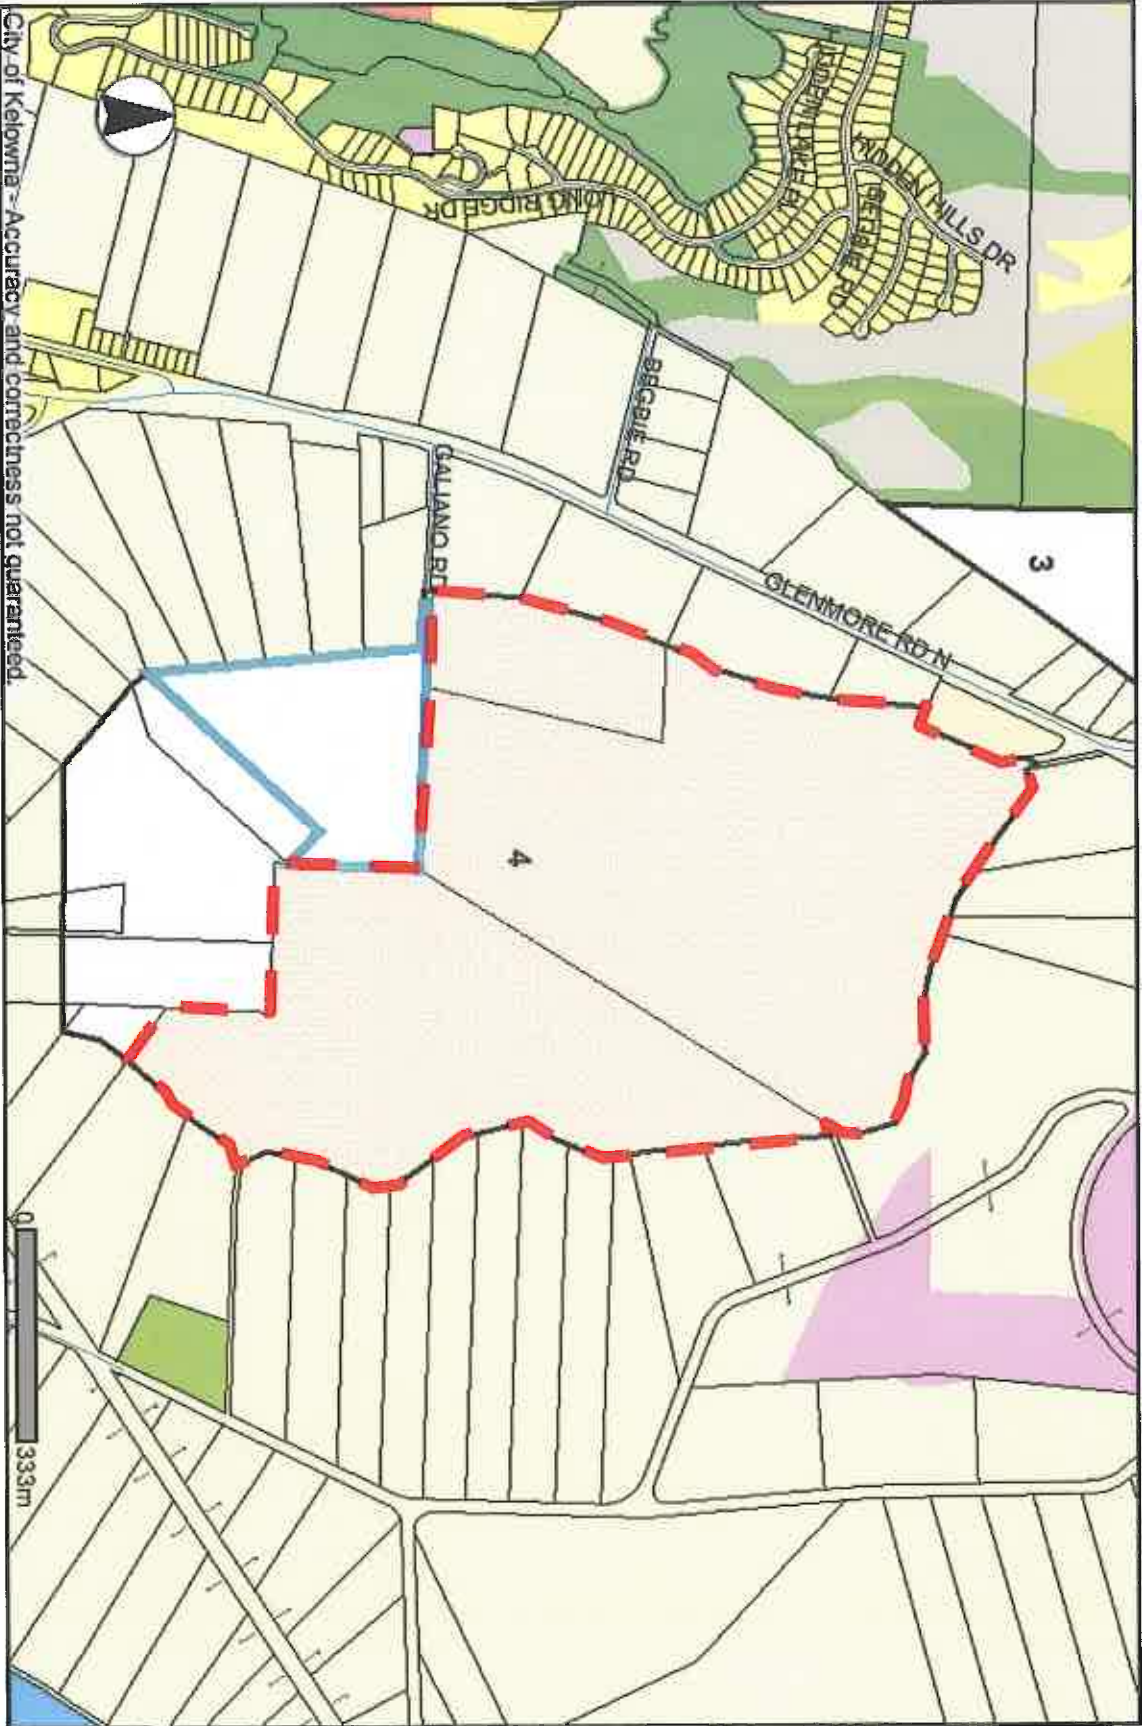 HIDDEN HILLS DR
BEGBIE RD
LONG RIDGE DR
BEGBIE RD
GALIANO RD
GLENMORE RD N
3
4
0
333m
City of Kelowna - Accuracy and correctness not guaranteed.